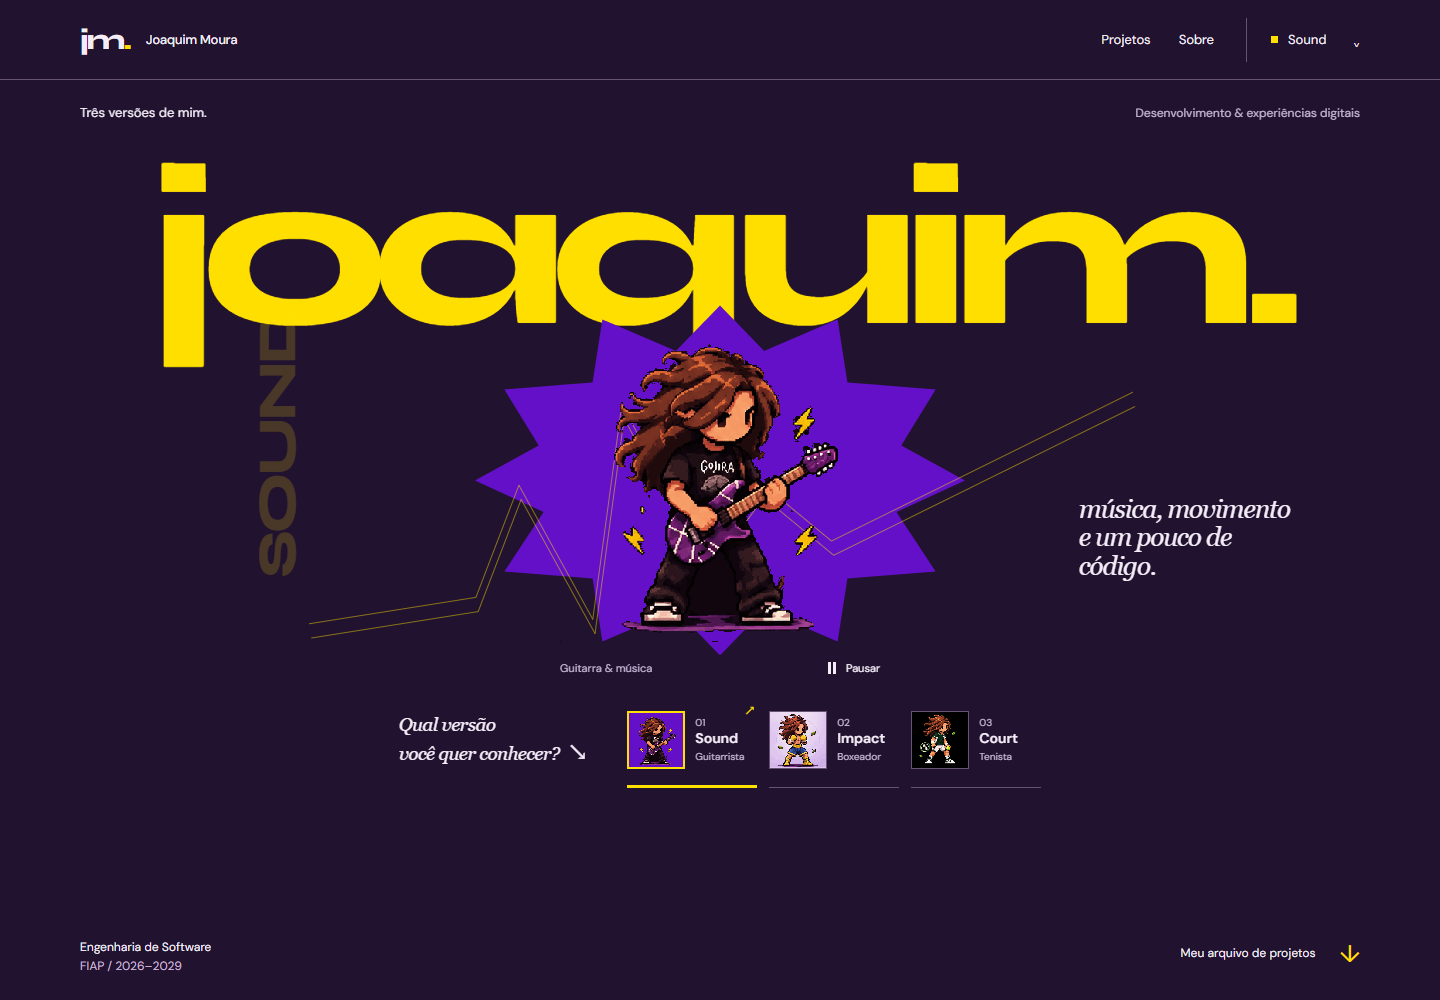 jm. Joaquim Moura
Projetos
Sobre
Sound
Três versões de mim.
Desenvolvimento & experiências digitais
joaquim.
SOUND
GOJIRA
música, movimento
e um pouco de
código.
Guitarra & música
Pausar
Qual versão
você quer conhecer?
01
Sound
Guitarrista
02
Impact
Boxeador
03
Court
Tenista
Engenharia de Software
FIAP / 2026–2029
Meu arquivo de projetos